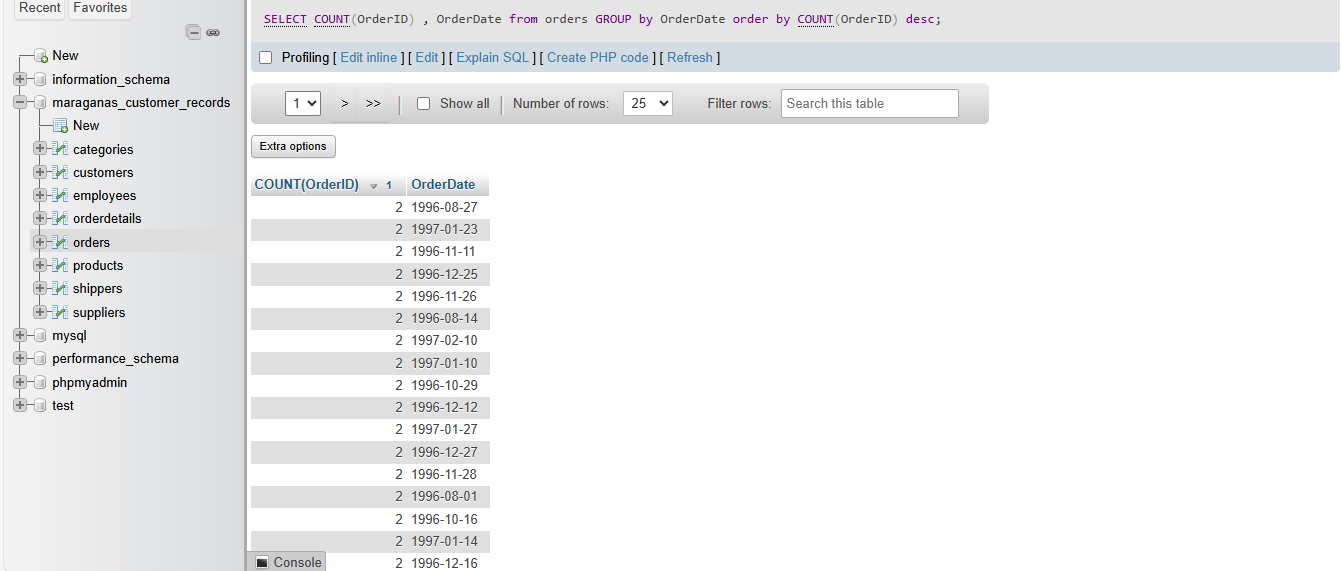 Recent Favorites
SELECT COUNT(OrderID) , OrderDate from orders GROUP by OrderDate order by COUNT(OrderID) desc;
Profiling [ Edit inline ] [ Edit ] [ Explain SQL ] [ Create PHP code ] [ Refresh ]
1 > >> | Show all | Number of rows: 25 Filter rows: Search this table
Extra options
New
information_schema
maraganas_customer_records
New
categories
customers
employees
orderdetails
orders
products
shippers
suppliers
mysql
performance_schema
phpmyadmin
test
COUNT(OrderID) 1 OrderDate
2 1996-08-27
2 1997-01-23
2 1996-11-11
2 1996-12-25
2 1996-11-26
2 1996-08-14
2 1997-02-10
2 1997-01-10
2 1996-10-29
2 1996-12-12
2 1997-01-27
2 1996-12-27
2 1996-11-28
2 1996-08-01
2 1996-10-16
2 1997-01-14
2 1996-12-16
Console